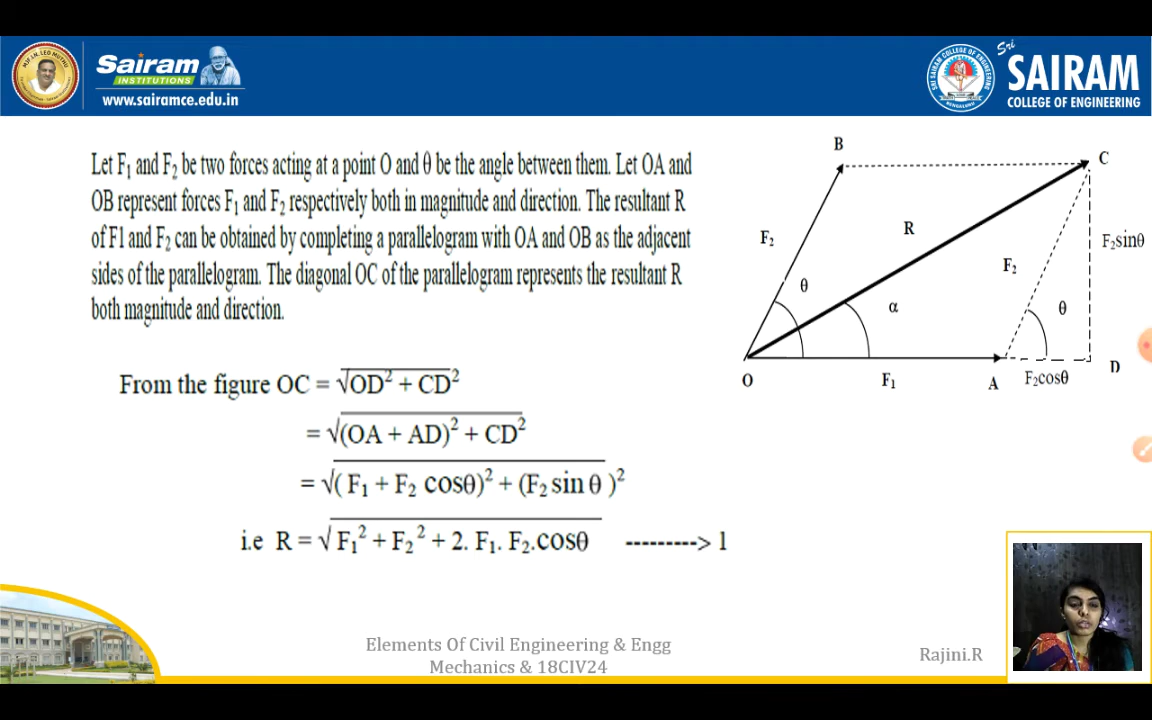 Sairam
INSTITUTIONS
www.sairamce.edu.in
Sri
SAIRAM
COLLEGE OF ENGINEERING
Let F₁ and F₂ be two forces acting at a point O and θ be the angle between them. Let OA and
OB represent forces F₁ and F₂ respectively both in magnitude and direction. The resultant R
of F1 and F₂ can be obtained by completing a parallelogram with OA and OB as the adjacent
sides of the parallelogram. The diagonal OC of the parallelogram represents the resultant R
both magnitude and direction.
B
C
F₂
R
F₂sinθ
F₂
θ
α
θ
O
F₁
A
F₂cosθ
D
From the figure OC = √OD² + CD²
= √(OA + AD)² + CD²
= √( F₁ + F₂ cosθ)² + (F₂ sin θ )²
i.e R = √ F₁² + F₂² + 2. F₁. F₂.cosθ ---------> 1
Elements Of Civil Engineering & Engg
Mechanics & 18CIV24
Rajini.R